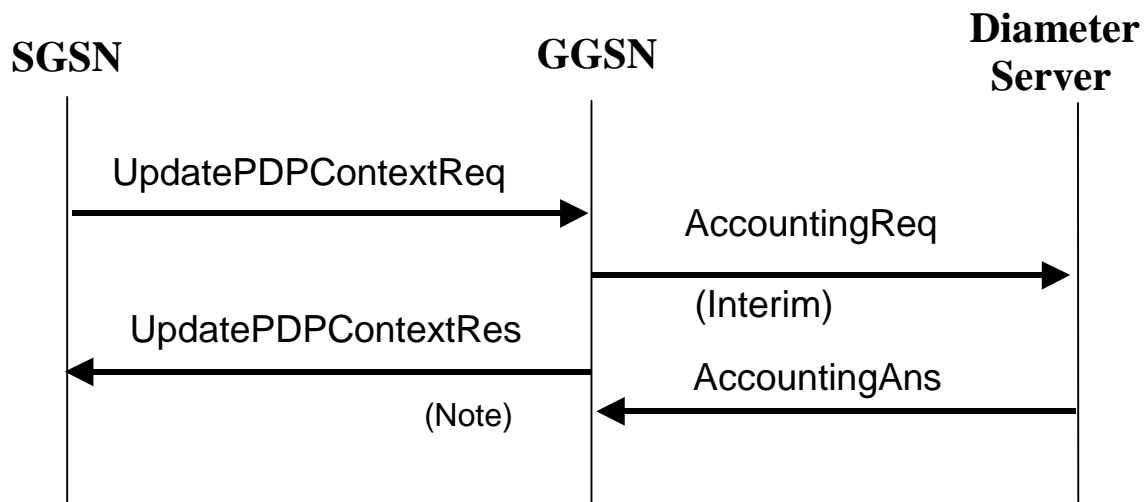 SGSN
GGSN
Diameter
Server
UpdatePDPContextReq
AccountingReq
(Interim)
UpdatePDPContextRes
AccountingAns
(Note)